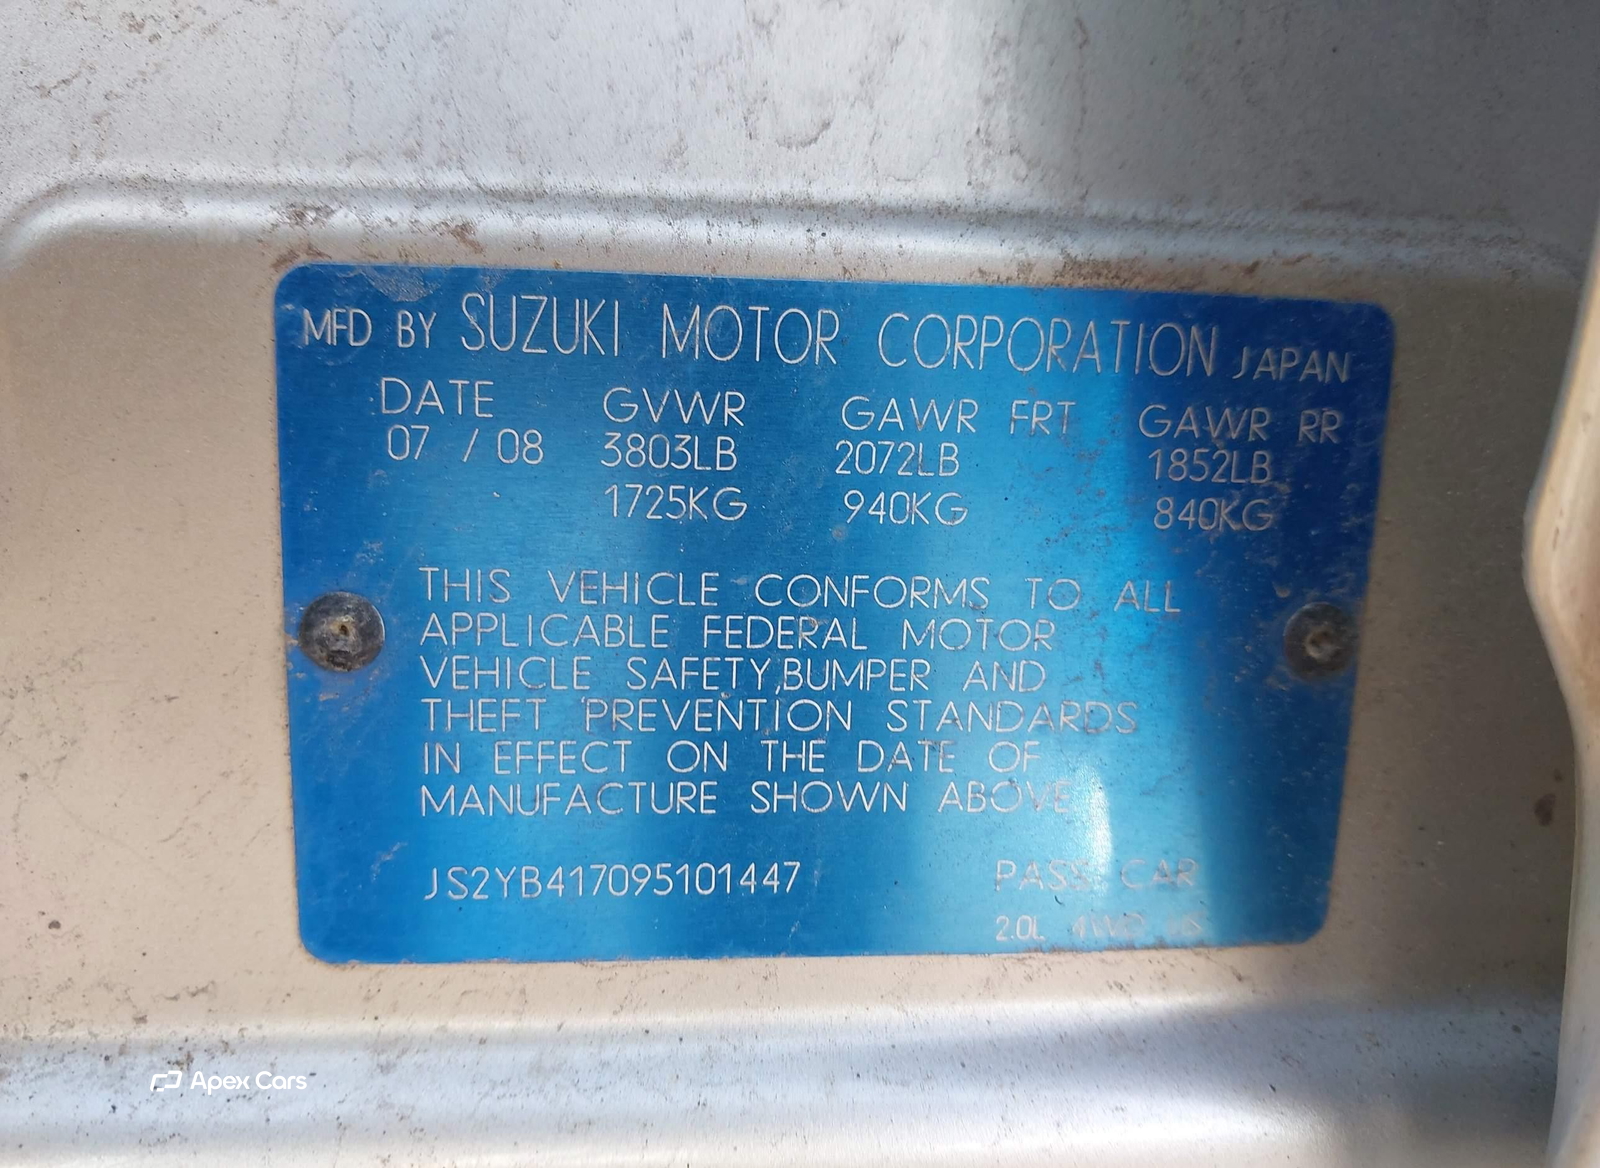 MFD BY SUZUKI MOTOR CORPORATION JAPAN
DATE GVWR GAWR FRT GAWR RR
07 / 08 3803LB 2072LB 1852LB
1725KG 940KG 840KG
THIS VEHICLE CONFORMS TO ALL
APPLICABLE FEDERAL MOTOR
VEHICLE SAFETY,BUMPER AND
THEFT PREVENTION STANDARDS
IN EFFECT ON THE DATE OF
MANUFACTURE SHOWN ABOVE
JS2YB417095101447 PASS CAR
2.0L 4WD
Apex Cars